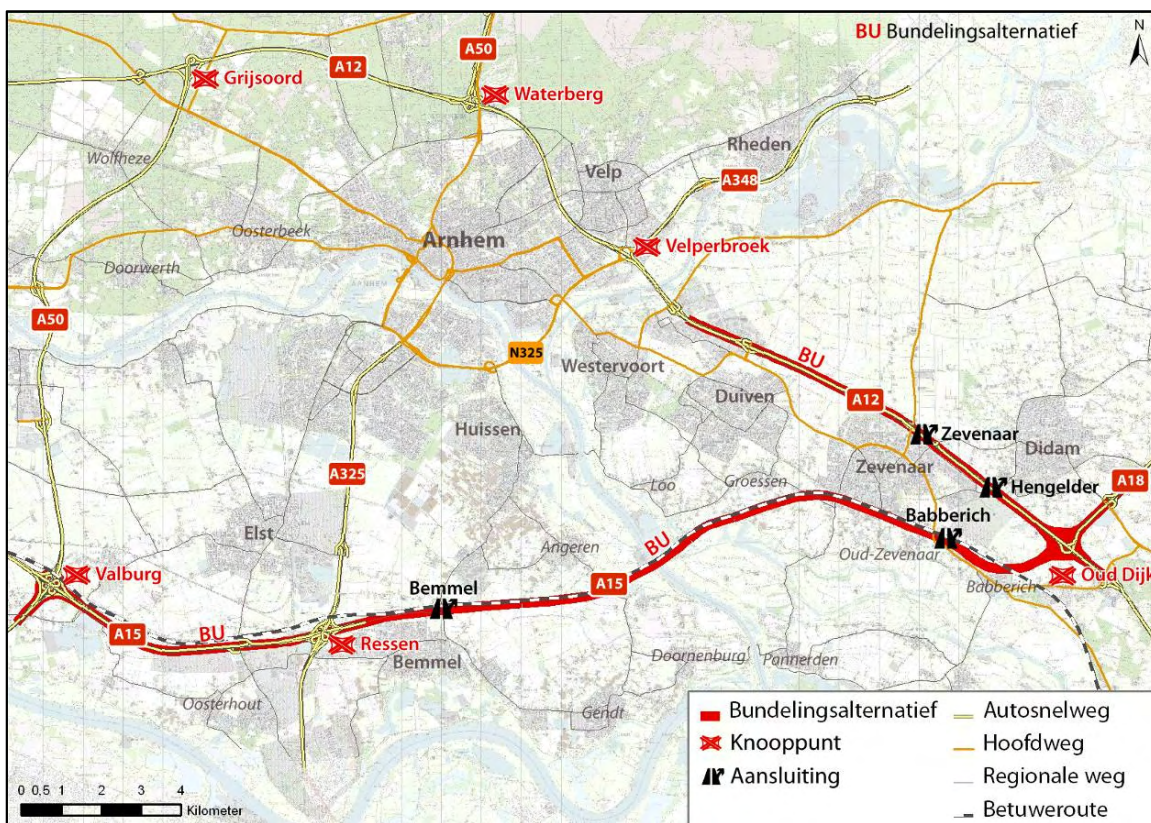 BU Bundelingsalternatief
N
A50
A12
Grijsoord
Waterberg
Wolfheze
Rheden
Velp
A348
Oosterbeek
Arnhem
Velperbroek
Doorwerth
A50
N325
Westervoort
BU
Duiven
A12
Huissen
Zevenaar
Didam
Zevenaar
A325
Loo
Groessen
Hengelder
A18
Babberich
Elst
BU
Angeren
Oud-Zevenaar
Valburg
Bemmel
A15
Babberich
Oud Dijk
A15
BU
Ressen
Bemmel
Doornenburg
Pannerden
Oosterhout
Gendt
Bundelingsalternatief
Knooppunt
Aansluiting
Autosnelweg
Hoofdweg
Regionale weg
Betuweroute
0 0,5 1 2 3 4
Kilometer